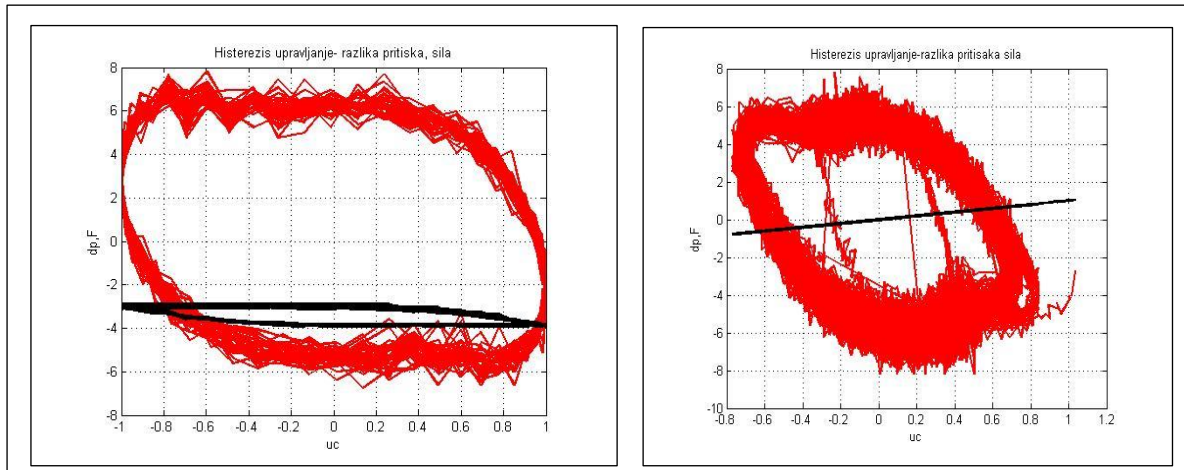 Histerezis upravljanje- razlika pritiska, sila
8
6
4
2
0
-2
-4
-6
-8
dp,F
-1 -0.8 -0.6 -0.4 -0.2 0 0.2 0.4 0.6 0.8 1
uc
Histerezis upravljanje-razlika pritisaka sila
8
6
4
2
0
-2
-4
-6
-8
-10
dp,F
-0.8 -0.6 -0.4 -0.2 0 0.2 0.4 0.6 0.8 1 1.2
uc